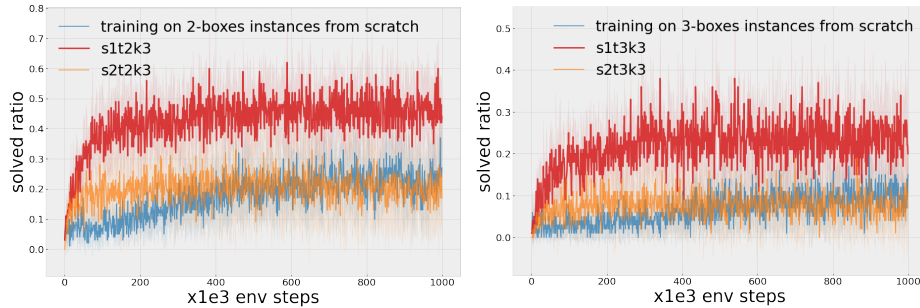 training on 2-boxes instances from scratch
s1t2k3
s2t2k3
solved ratio
0.8
0.7
0.6
0.5
0.4
0.3
0.2
0.1
0.0
0
200
400
600
800
1000
x1e3 env steps
training on 3-boxes instances from scratch
s1t3k3
s2t3k3
solved ratio
0.5
0.4
0.3
0.2
0.1
0.0
0
200
400
600
800
1000
x1e3 env steps